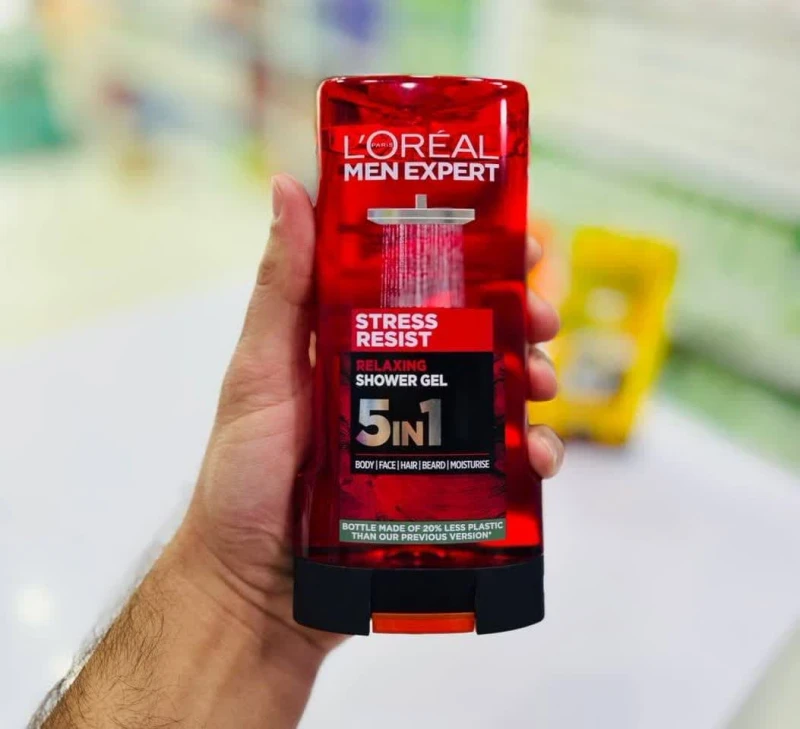 L'ORÉAL
PARIS
MEN EXPERT
STRESS
RESIST
RELAXING
SHOWER GEL
5IN1
BODY | FACE | HAIR | BEARD | MOISTURISE
BOTTLE MADE OF 20% LESS PLASTIC
THAN OUR PREVIOUS VERSION*